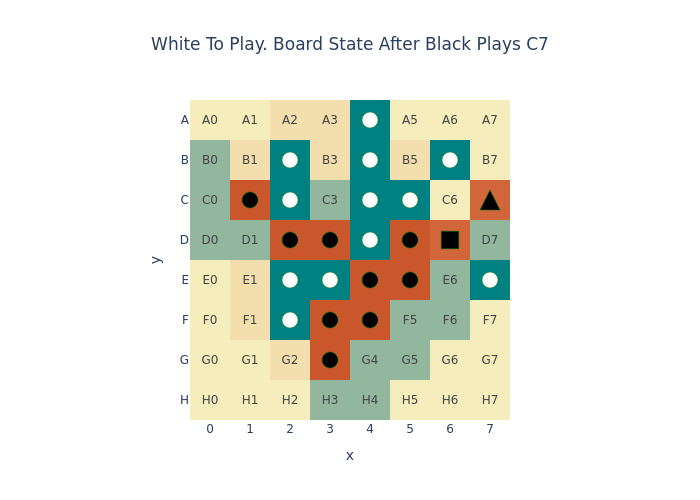 White To Play. Board State After Black Plays C7
A A0 A1 A2 A3 A5 A6 A7
B B0 B1 B3 B5 B7
C C0 C3 C6
D D0 D1 D7
y
E E0 E1 E6
F F0 F1 F5 F6 F7
G G0 G1 G2 G4 G5 G6 G7
H H0 H1 H2 H3 H4 H5 H6 H7
0 1 2 3 4 5 6 7
x